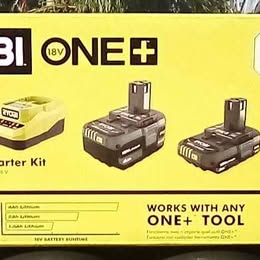 BI 18V ONE+
RYOBI
arter Kit
4Ah Lithium
2Ah Lithium
1.5Ah Lithium
18V BATTERY RUNTIME
WORKS WITH ANY
ONE+ TOOL